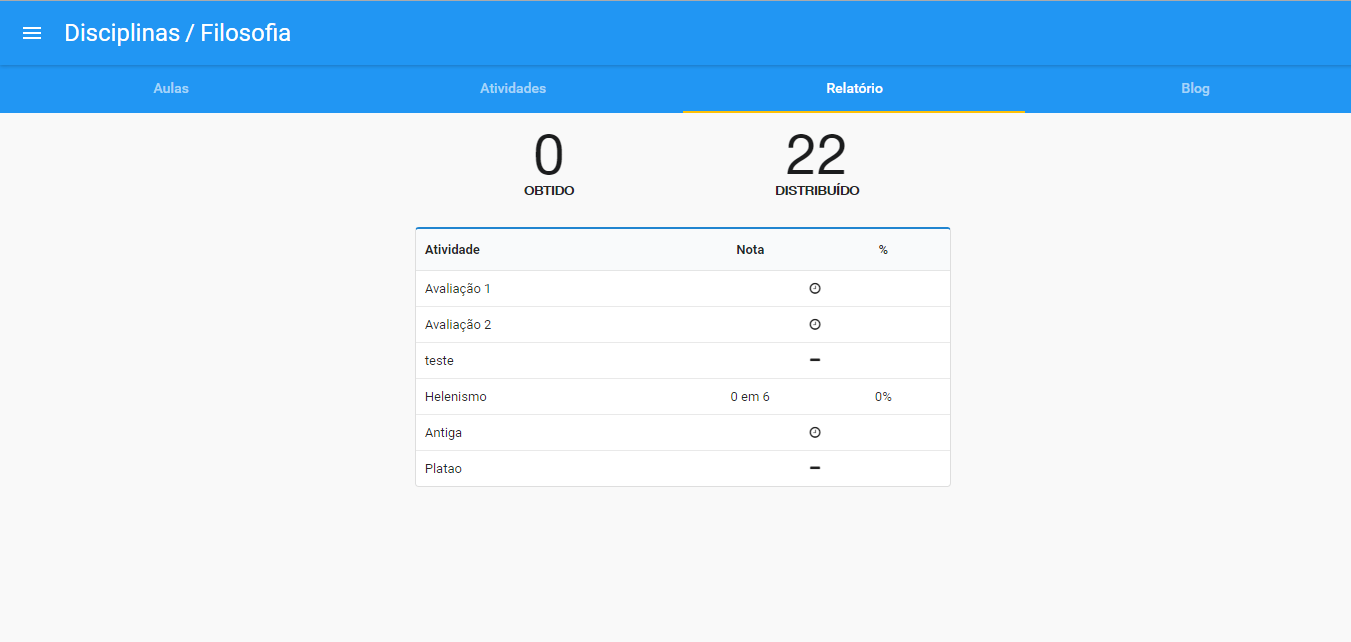 Disciplinas / Filosofia
Aulas Atividades Relatório Blog
0 22
OBTIDO DISTRIBUÍDO
Atividade Nota %
Avaliação 1
Avaliação 2
teste
Helenismo 0 em 6 0%
Antiga
Platao